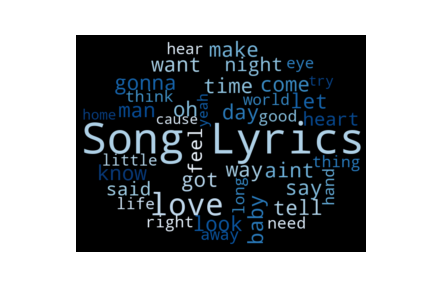 hear make
want night eye
gonna time come try
think world let
home man oh yeah day good heart
cause
Song Lyrics
little feel way aint thing
know got
said say hand
life love long baby tell
right look need
away